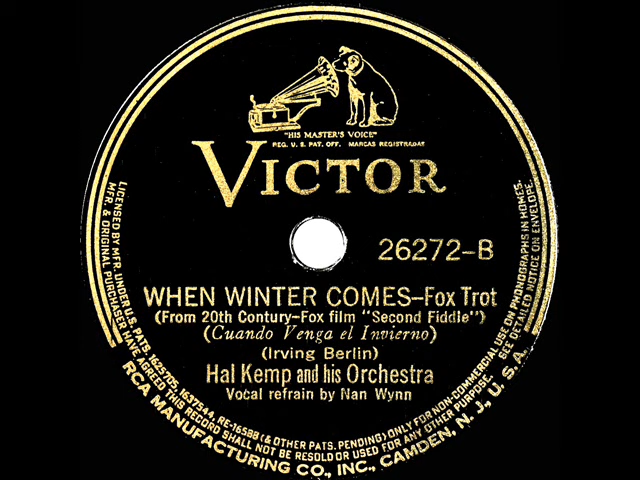 "HIS MASTER'S VOICE"
REG. U. S. PAT. OFF. MARCAS REGISTRADAS
VICTOR
26272-B
WHEN WINTER COMES—Fox Trot
(From 20th Contury-Fox film "Second Fiddle")
(Cuando Venga el Invierno)
(Irving Berlin)
Hal Kemp and his Orchestra
Vocal refrain by Nan Wynn
LICENSED BY MFR. UNDER U.S. PATS. 1625705, 1637544, RE-16588 (& OTHER PATS. PENDING) ONLY FOR NON-COMMERCIAL USE ON PHONOGRAPHS IN HOMES.
MFR. & ORIGINAL PURCHASER HAVE AGREED THIS RECORD SHALL NOT BE RESOLD OR USED FOR ANY OTHER PURPOSE. SEE DETAILED NOTICE ON ENVELOPE.
RCA MANUFACTURING CO., INC., CAMDEN, N. J., U. S. A.